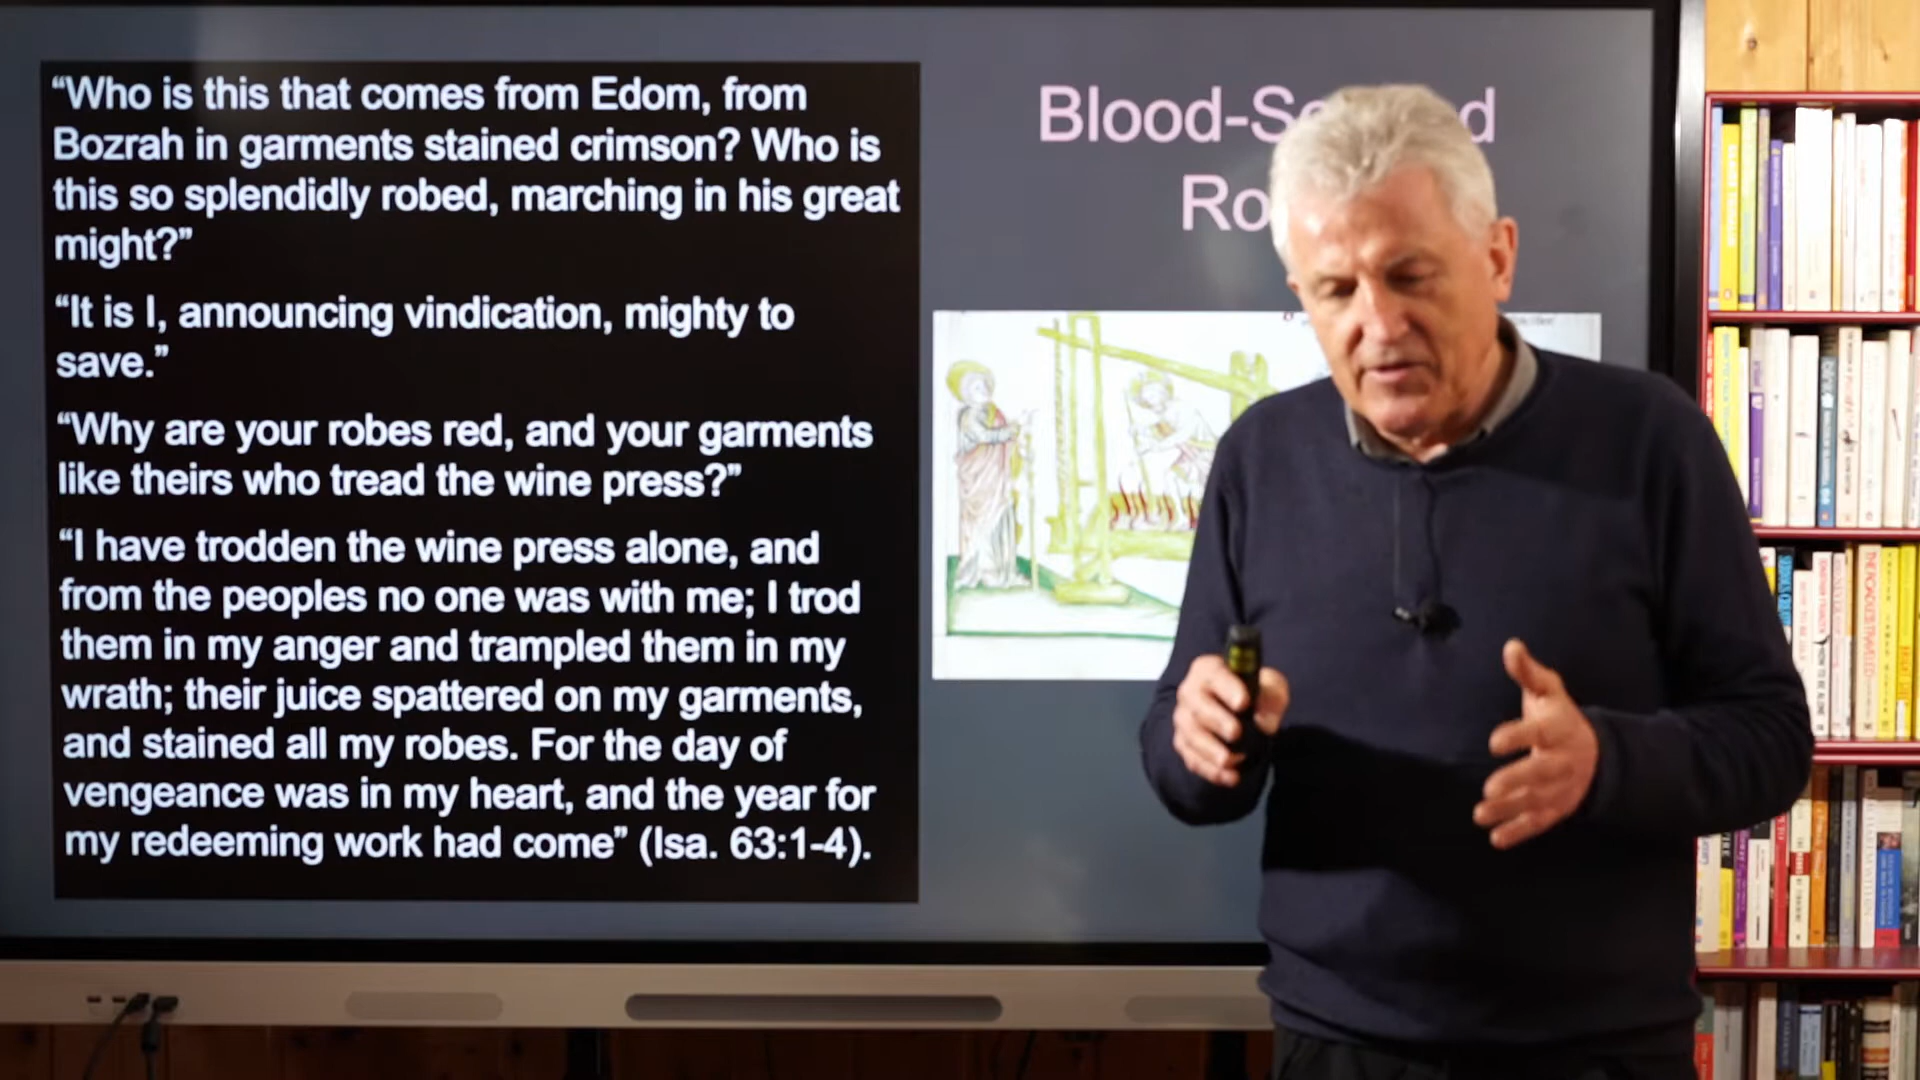 “Who is this that comes from Edom, from
Bozrah in garments stained crimson? Who is
this so splendidly robed, marching in his great
might?”
“It is I, announcing vindication, mighty to
save.”
“Why are your robes red, and your garments
like theirs who tread the wine press?”
“I have trodden the wine press alone, and
from the peoples no one was with me; I trod
them in my anger and trampled them in my
wrath; their juice spattered on my garments,
and stained all my robes. For the day of
vengeance was in my heart, and the year for
my redeeming work had come” (Isa. 63:1-4).
Blood-S